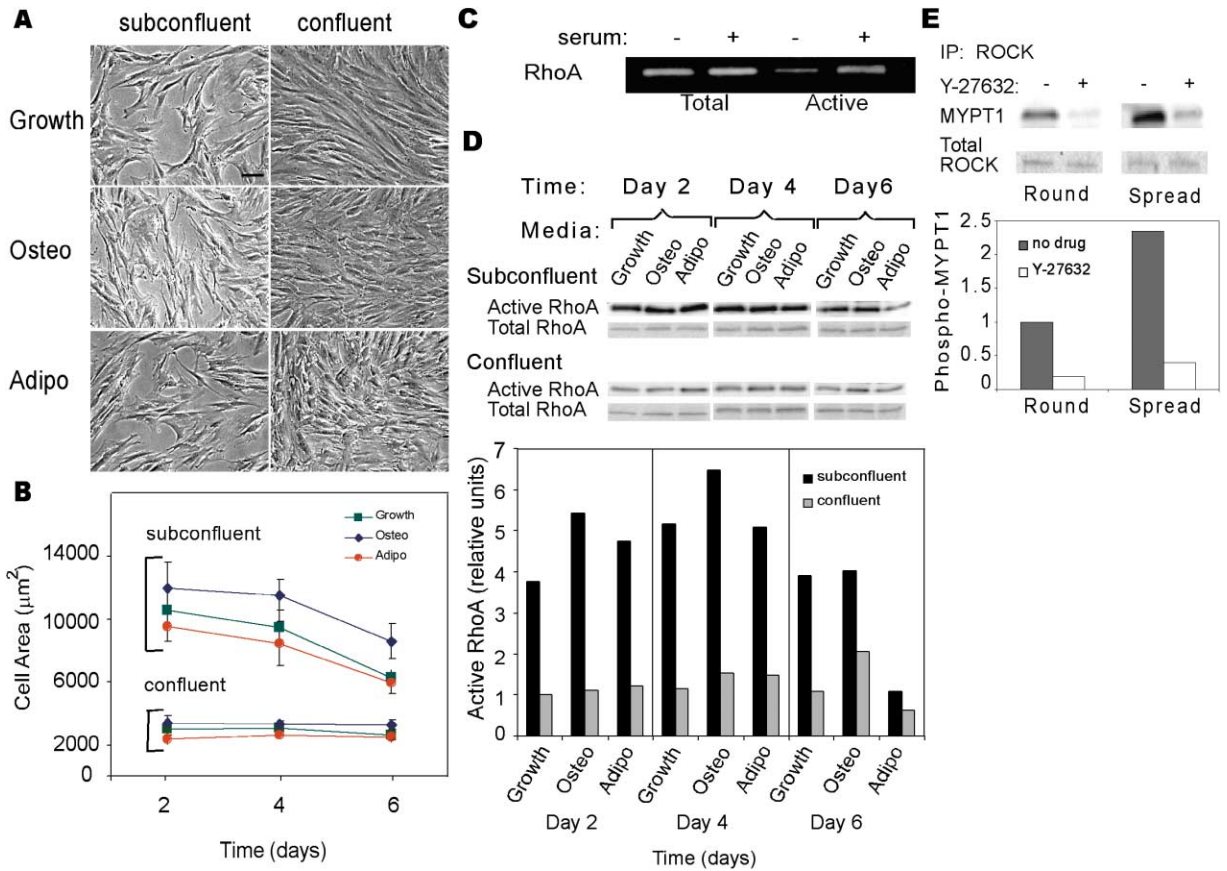 A
subconfluent confluent
Growth
Osteo
Adipo
B
Growth
Osteo
Adipo
subconfluent
confluent
Cell Area (μm²)
14000
10000
6000
2000
0
2 4 6
Time (days)
C
serum: - + - +
RhoA
Total Active
D
Time: Day 2 Day 4 Day6
Media:
Growth Osteo Adipo Growth Osteo Adipo Growth Osteo Adipo
Subconfluent
Active RhoA
Total RhoA
Confluent
Active RhoA
Total RhoA
Active RhoA (relative units)
7
6
5
4
3
2
1
0
subconfluent
confluent
Growth Osteo Adipo Growth Osteo Adipo Growth Osteo Adipo
Day 2 Day 4 Day 6
Time (days)
E
IP: ROCK
Y-27632: - + - +
MYPT1
Total
ROCK
Round Spread
Phospho-MYPT1
2.5
2
1.5
1
0.5
0
no drug
Y-27632
Round Spread